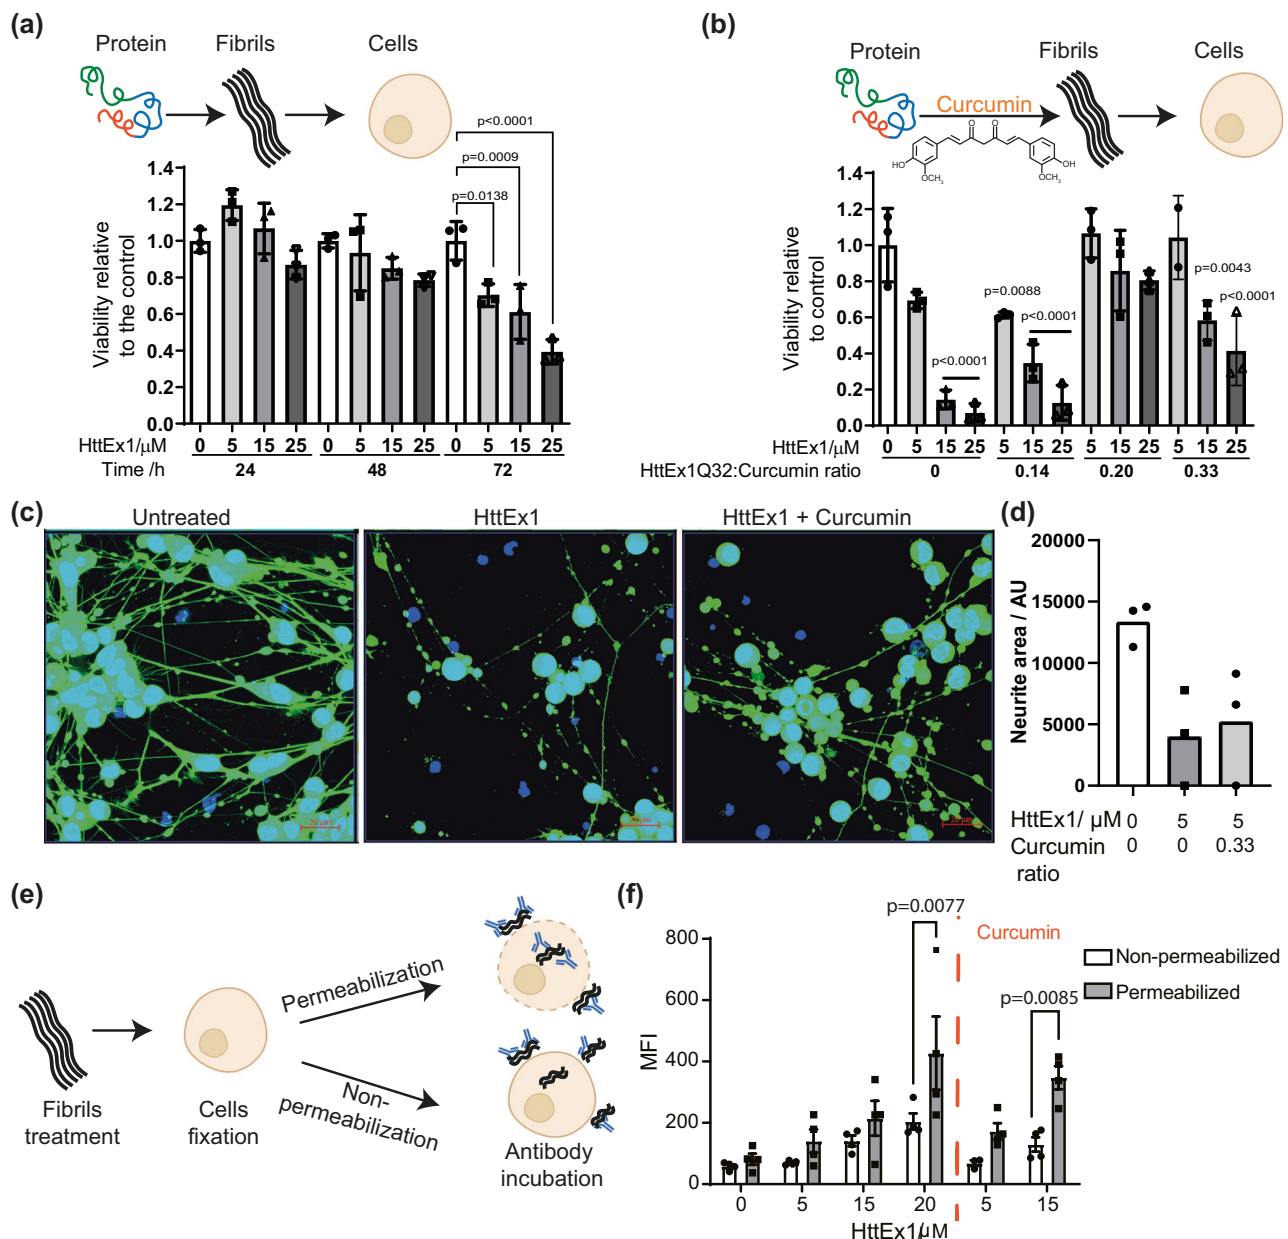 (a)
Protein
Fibrils
Cells
p<0.0001
p=0.0009
p=0.0138
Viability relative
to the control
1.4
1.2
1.0
0.8
0.6
0.4
0.2
0.0
HttEx1/μM
0 5 15 25 0 5 15 25 0 5 15 25
Time /h
24 48 72
(b)
Protein
Fibrils
Cells
Curcumin
O O
HO
OCH3
OH
OCH3
Viability relative
to control
1.4
1.2
1.0
0.8
0.6
0.4
0.2
0.0
p<0.0001
p=0.0088
p<0.0001
p=0.0043
p<0.0001
HttEx1/μM
0 5 15 25 5 15 25 5 15 25 5 15 25
HttEx1Q32:Curcumin ratio
0 0.14 0.20 0.33
(c)
Untreated
HttEx1
HttEx1 + Curcumin
20 μm
20 μm
(d)
Neurite area / AU
20000
15000
10000
5000
0
HttEx1/ μM 0 5 5
Curcumin 0 0 0.33
ratio
(e)
Permeabilization
Non-
permeabilization
Fibrils
treatment
Cells
fixation
Antibody
incubation
(f)
p=0.0077
Curcumin
Non-permeabilized
Permeabilized
p=0.0085
MFI
800
600
400
200
0
0 5 15 20 5 15
HttEx1/μM